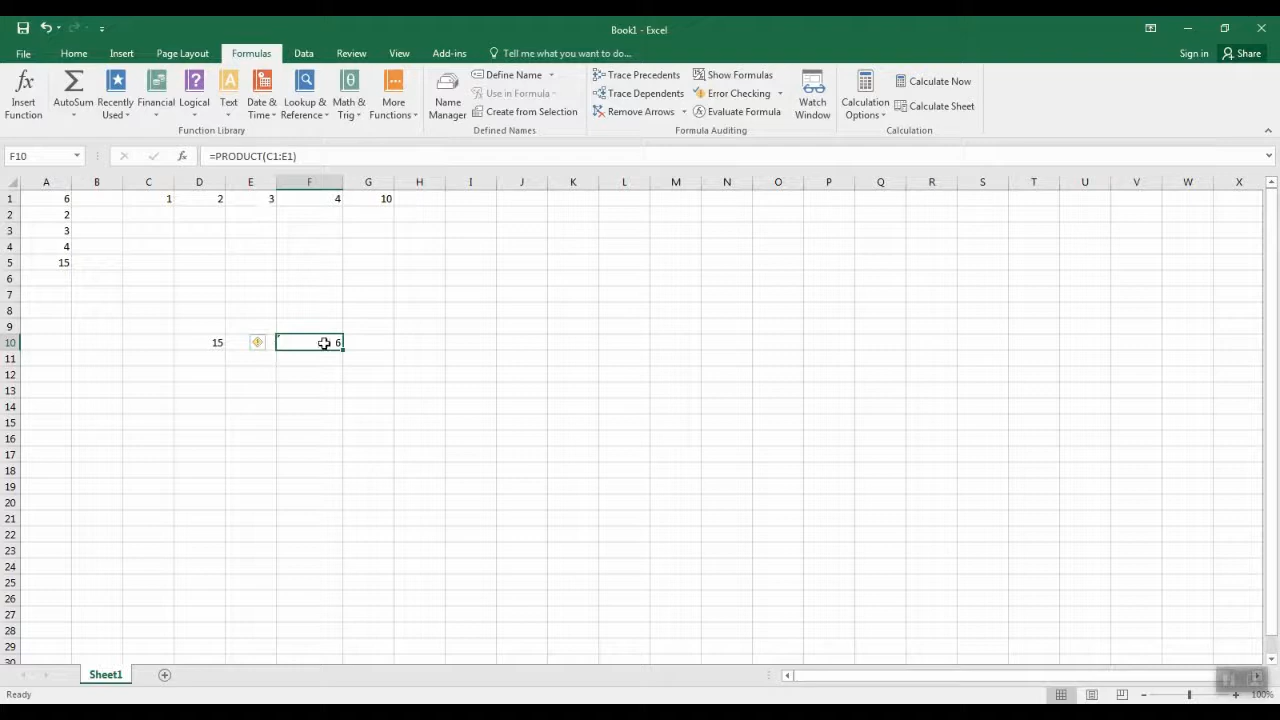 Book1 - Excel
File Home Insert Page Layout Formulas Data Review View Add-ins Tell me what you want to do... Sign in Share
Insert Function
AutoSum
Recently Used
Financial
Logical
Text
Date & Time
Lookup & Reference
Math & Trig
More Functions
Function Library
Name Manager
Define Name
Use in Formula
Create from Selection
Defined Names
Trace Precedents
Trace Dependents
Remove Arrows
Show Formulas
Error Checking
Evaluate Formula
Formula Auditing
Watch Window
Calculation Options
Calculate Now
Calculate Sheet
Calculation
F10 fx =PRODUCT(C1:E1)
A B C D E F G H I J K L M N O P Q R S T U V W X
1 6 1 2 3 4 10
2 2
3 3
4 4
5 15
6
7
8
9
10 15 6
11
12
13
14
15
16
17
18
19
20
21
22
23
24
25
26
27
28
29
30
Sheet1
Ready 100%